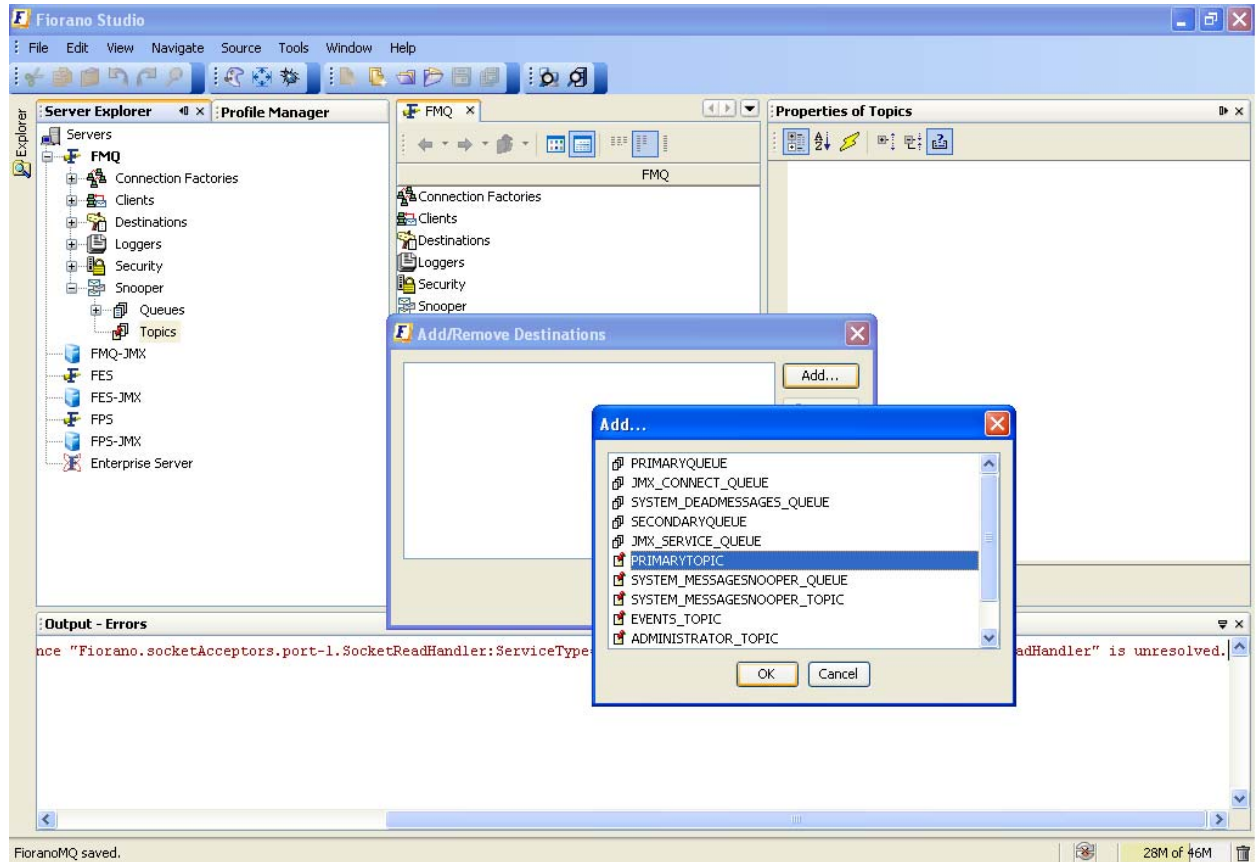 Fiorano Studio
File Edit View Navigate Source Tools Window Help
Explorer
Server Explorer
Profile Manager
Servers
FMQ
Connection Factories
Clients
Destinations
Loggers
Security
Snooper
Queues
Topics
FMQ-JMX
FES
FES-JMX
FPS
FPS-JMX
Enterprise Server
FMQ
FMQ
Connection Factories
Clients
Destinations
Loggers
Security
Snooper
Properties of Topics
Add/Remove Destinations
Add...
Add...
PRIMARYQUEUE
JMX_CONNECT_QUEUE
SYSTEM_DEADMESSAGES_QUEUE
SECONDARYQUEUE
JMX_SERVICE_QUEUE
PRIMARYTOPIC
SYSTEM_MESSAGESNOOPER_QUEUE
SYSTEM_MESSAGESNOOPER_TOPIC
EVENTS_TOPIC
ADMINISTRATOR_TOPIC
OK Cancel
Output - Errors
nce "Fiorano.socketAcceptors.port-1.SocketReadHandler:ServiceType= adHandler" is unresolved.
FioranoMQ saved.
28M of 46M